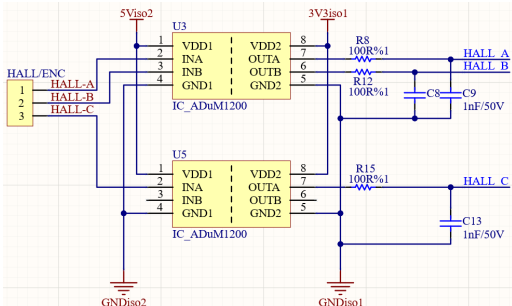 5Viso2
3V3iso1
U3
1 VDD1 VDD2 8
2 INA OUTA 7
3 INB OUTB 6
4 GND1 GND2 5
IC_ADuM1200
HALL/ENC
1 HALL-A
2 HALL-B
3 HALL-C
R8
100R%1
R12
100R%1
HALL_A
HALL_B
C8 C9
1nF/50V
U5
1 VDD1 VDD2 8
2 INA OUTA 7
3 INB OUTB 6
4 GND1 GND2 5
IC_ADuM1200
R15
100R%1
HALL_C
C13
1nF/50V
GNDiso2
GNDiso1